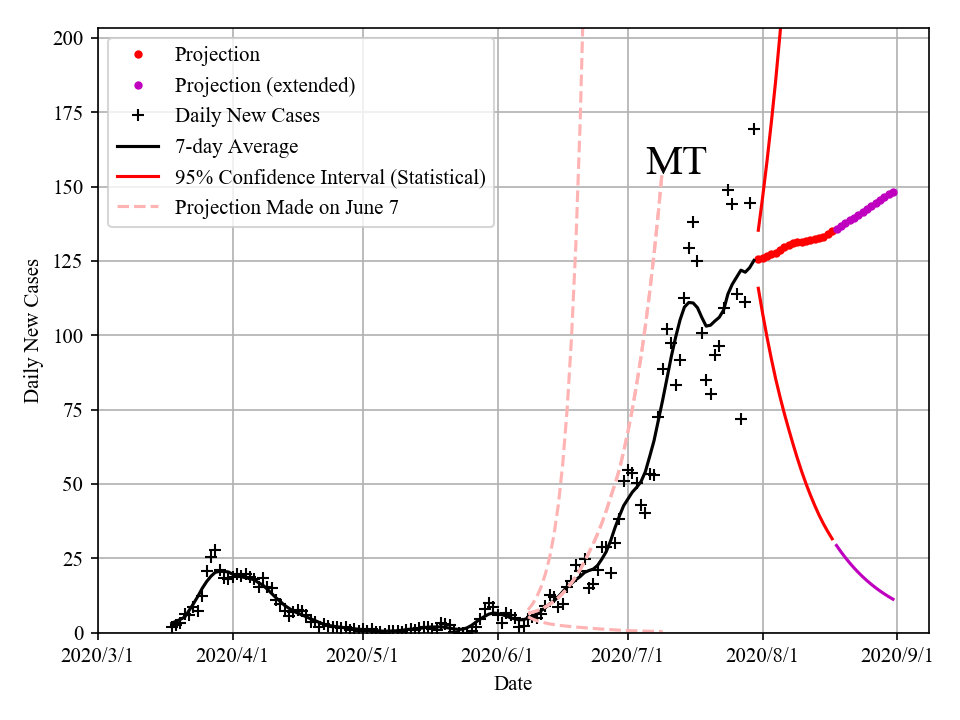 200
175
150
125
100
75
50
25
0
Projection
Projection (extended)
Daily New Cases
7-day Average
95% Confidence Interval (Statistical)
Projection Made on June 7
MT
Daily New Cases
2020/3/1 2020/4/1 2020/5/1 2020/6/1 2020/7/1 2020/8/1 2020/9/1
Date